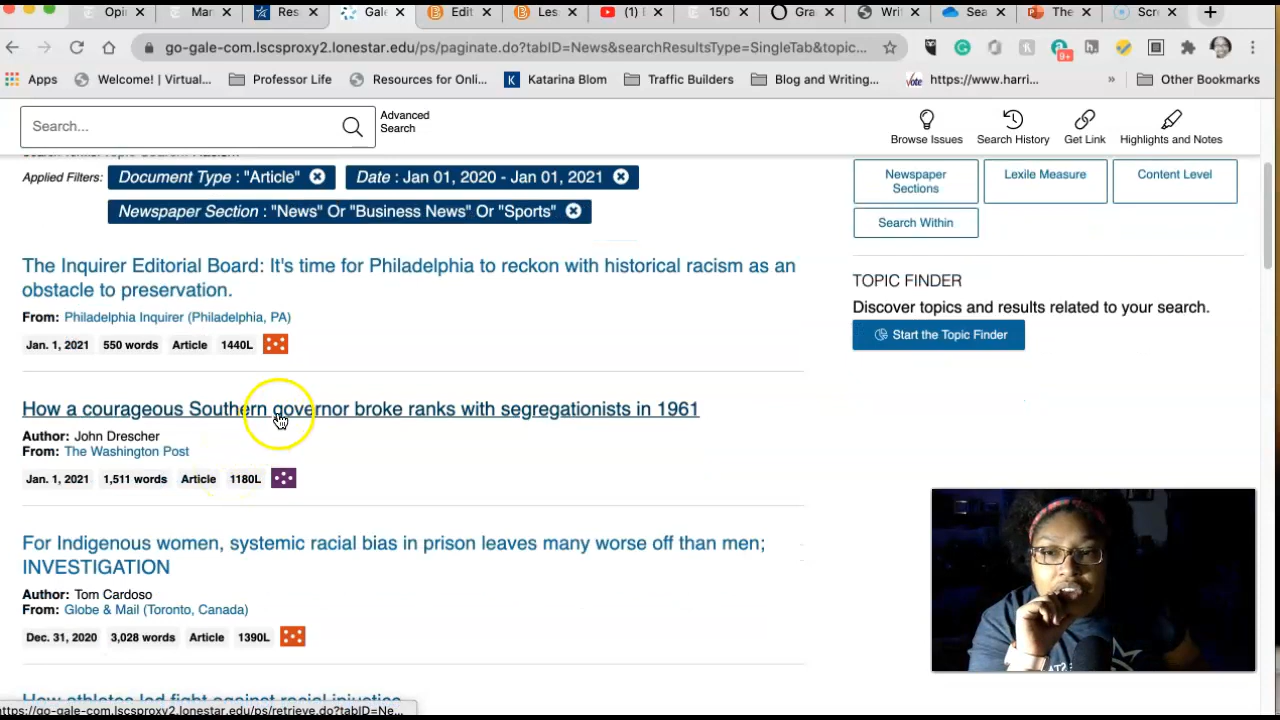 Opi
Mar
Res
Gale
Edit
Les
(1)
150
Gra
Writ
Sea
The
Scr
go-gale-com.lscsproxy2.lonestar.edu/ps/paginate.do?tabID=News&searchResultsType=SingleTab&topic...
9+
Apps
Welcome! | Virtual...
Professor Life
Resources for Onli...
Katarina Blom
Traffic Builders
Blog and Writing...
vote
https://www.harri...
»
Other Bookmarks
Search...
Advanced
Search
Browse Issues
Search History
Get Link
Highlights and Notes
Applied Filters:
Document Type : "Article"
Date : Jan 01, 2020 - Jan 01, 2021
Newspaper Section : "News" Or "Business News" Or "Sports"
Newspaper
Sections
Lexile Measure
Content Level
Search Within
TOPIC FINDER
Discover topics and results related to your search.
Start the Topic Finder
The Inquirer Editorial Board: It's time for Philadelphia to reckon with historical racism as an
obstacle to preservation.
From: Philadelphia Inquirer (Philadelphia, PA)
Jan. 1, 2021 550 words Article 1440L
How a courageous Southern governor broke ranks with segregationists in 1961
Author: John Drescher
From: The Washington Post
Jan. 1, 2021 1,511 words Article 1180L
For Indigenous women, systemic racial bias in prison leaves many worse off than men;
INVESTIGATION
Author: Tom Cardoso
From: Globe & Mail (Toronto, Canada)
Dec. 31, 2020 3,028 words Article 1390L
How athletes led fight against racial injustice
https://go-gale-com.lscsproxy2.lonestar.edu/ps/retrieve.do?tabID=Ne...